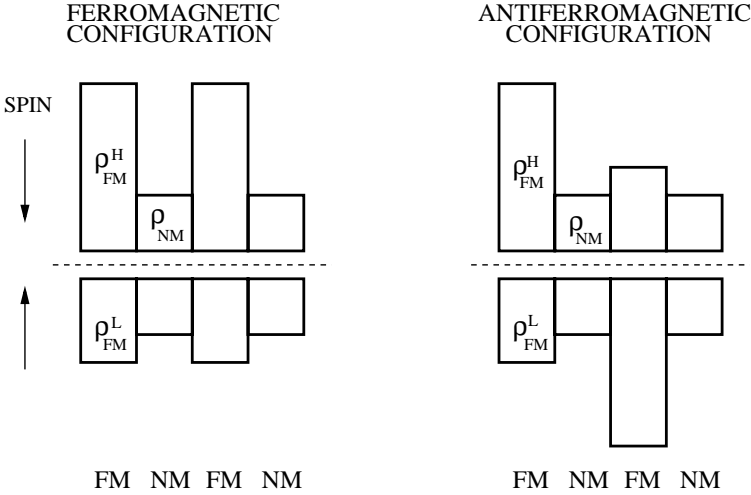 FERROMAGNETIC
CONFIGURATION
ANTIFERROMAGNETIC
CONFIGURATION
SPIN
ρ^H_FM
ρ_NM
ρ^H_FM
ρ_NM
ρ^L_FM
ρ^L_FM
FM NM FM NM
FM NM FM NM